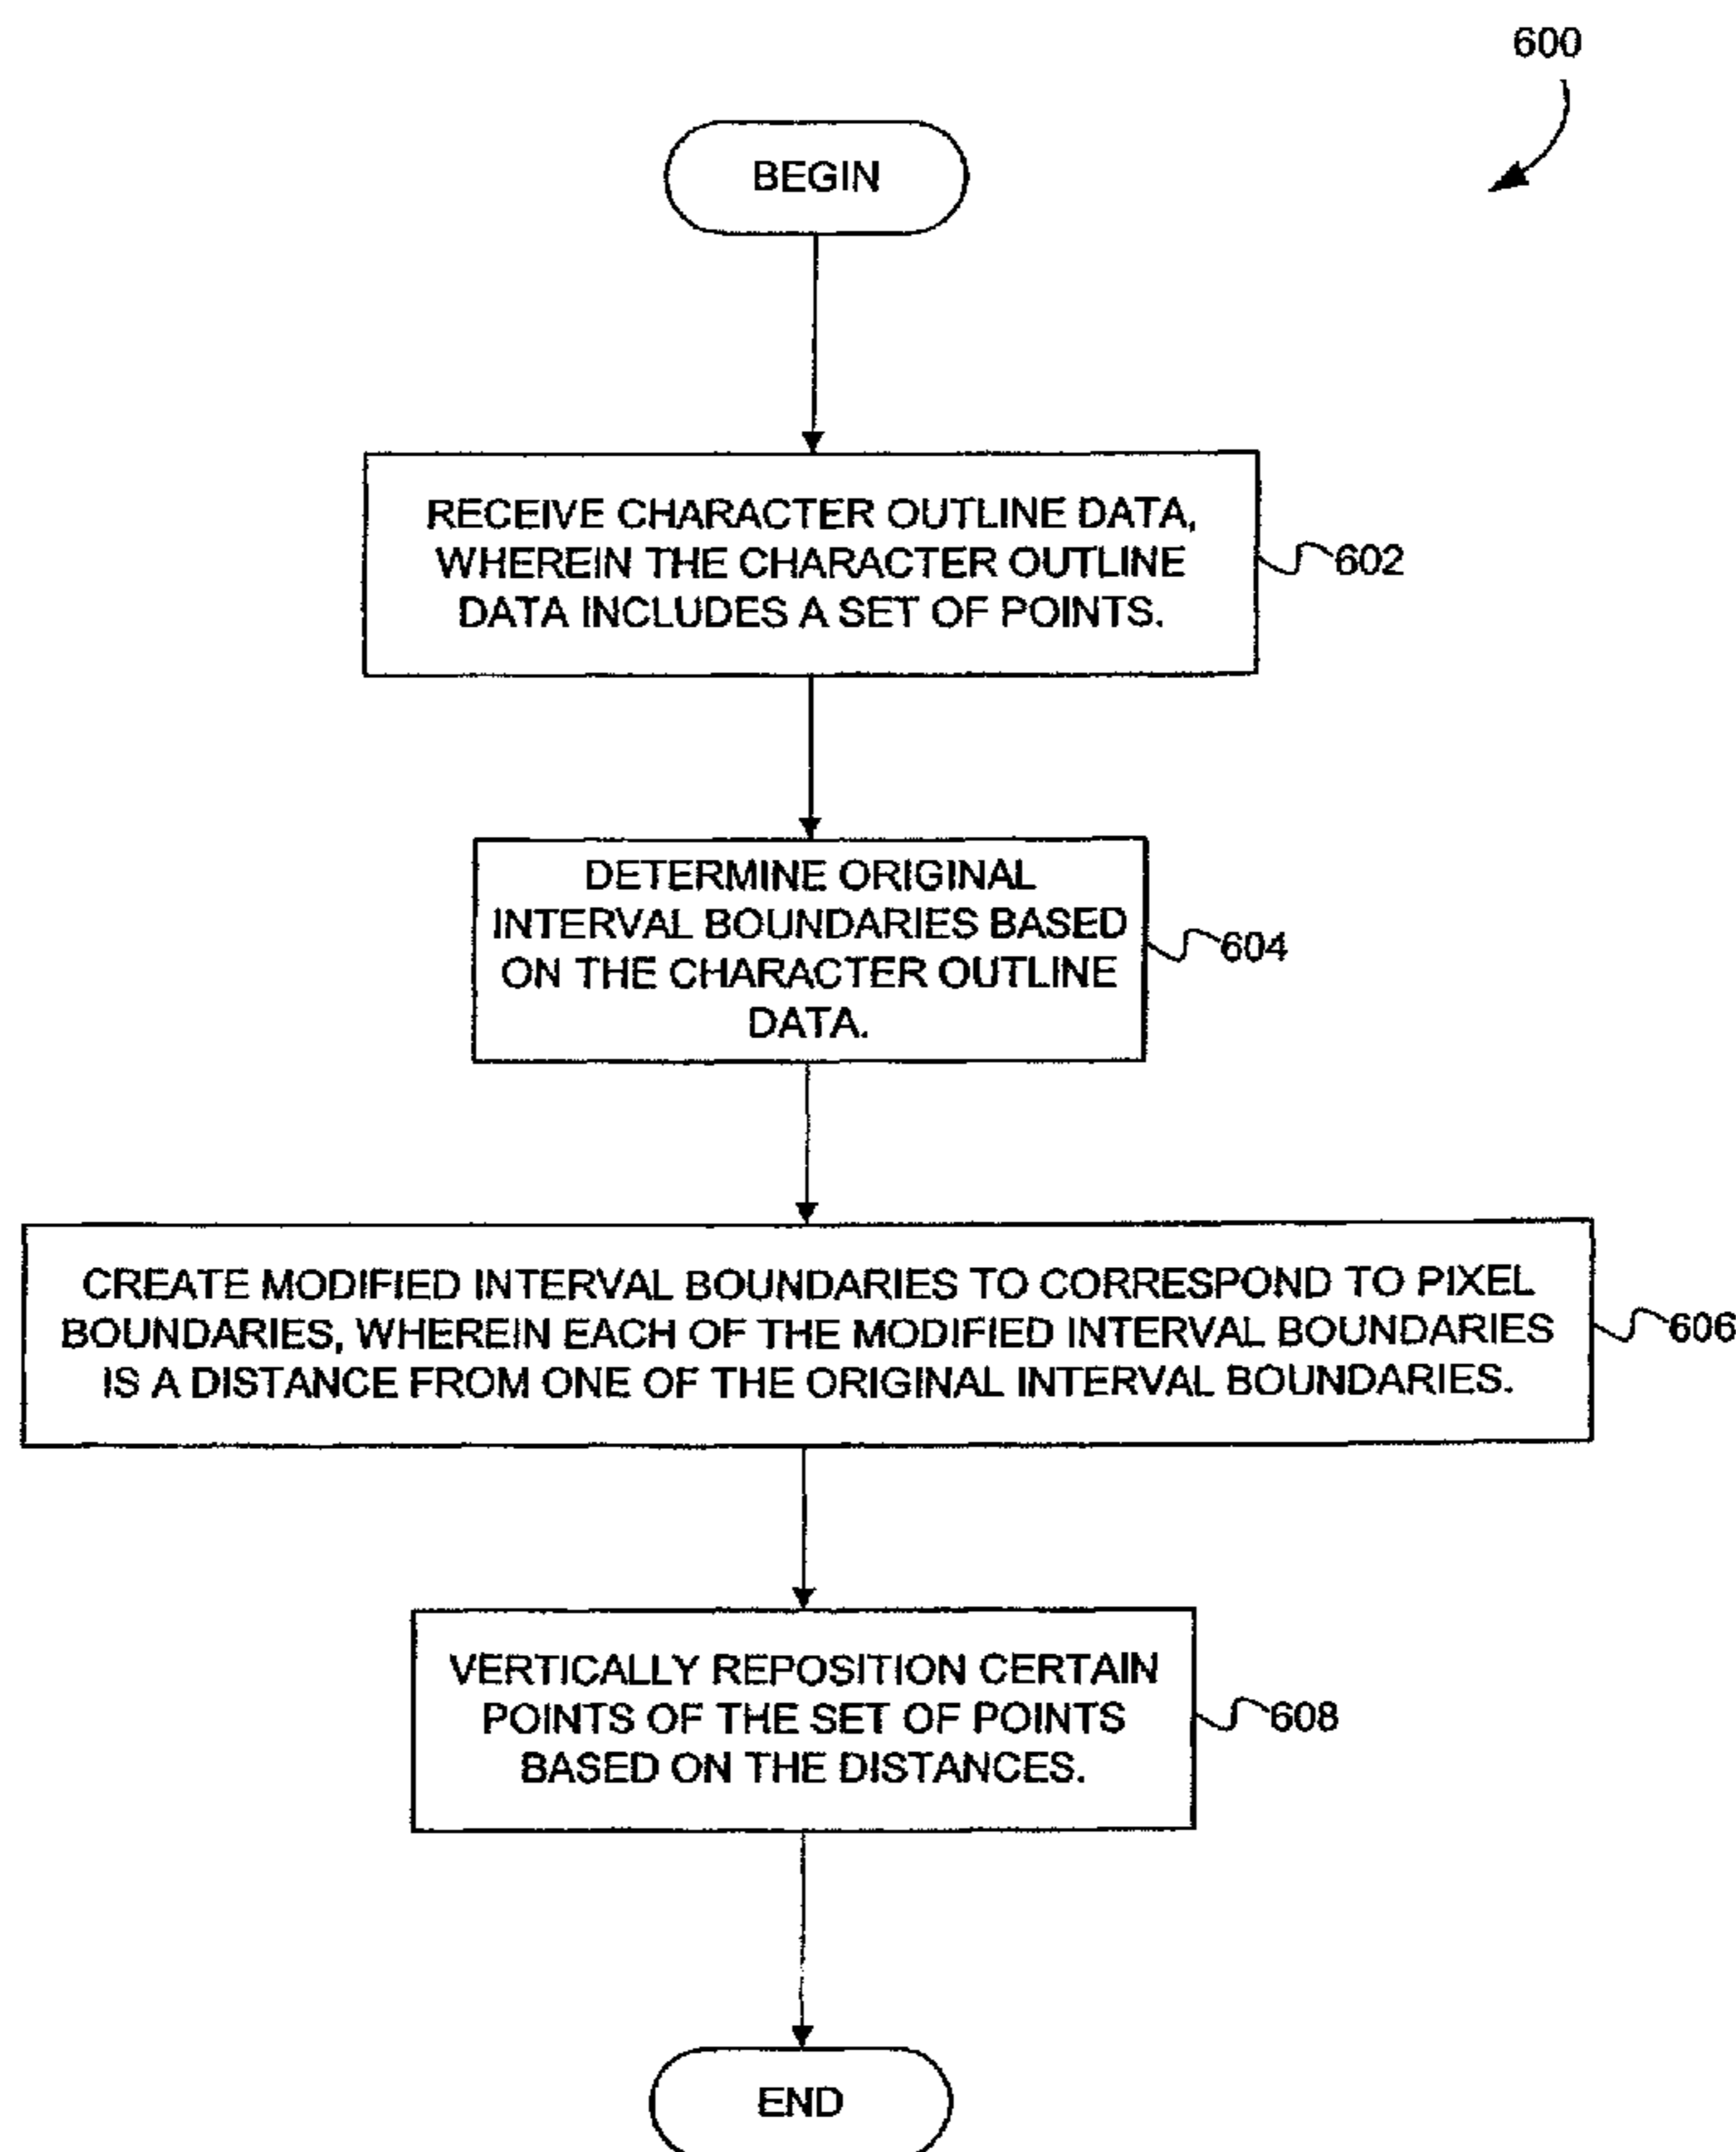 600
BEGIN
RECEIVE CHARACTER OUTLINE DATA,
WHEREIN THE CHARACTER OUTLINE
DATA INCLUDES A SET OF POINTS.
602
DETERMINE ORIGINAL
INTERVAL BOUNDARIES BASED
ON THE CHARACTER OUTLINE
DATA.
604
CREATE MODIFIED INTERVAL BOUNDARIES TO CORRESPOND TO PIXEL
BOUNDARIES, WHEREIN EACH OF THE MODIFIED INTERVAL BOUNDARIES
IS A DISTANCE FROM ONE OF THE ORIGINAL INTERVAL BOUNDARIES.
606
VERTICALLY REPOSITION CERTAIN
POINTS OF THE SET OF POINTS
BASED ON THE DISTANCES.
608
END